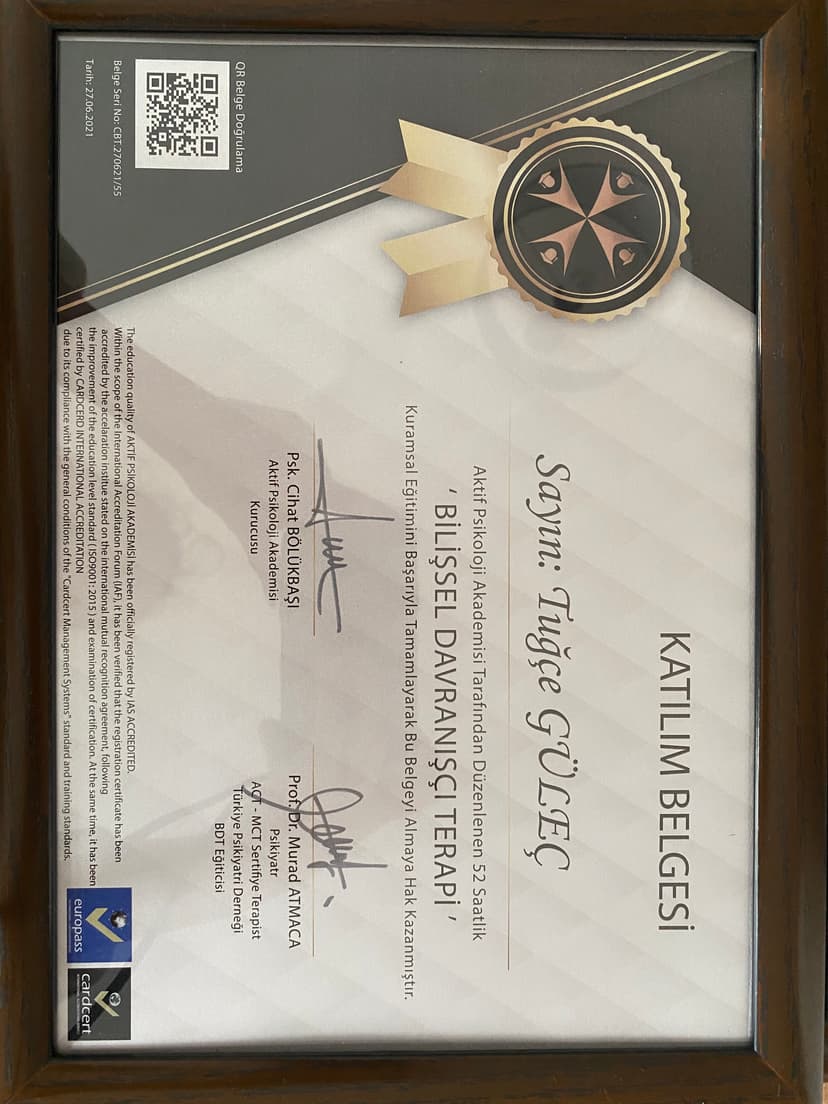 KATILIM BELGESİ
Sayın: Tuğçe GÜLEÇ
Aktif Psikoloji Akademisi Tarafından Düzenlenen 52 Saatlik
‘ BİLİŞSEL DAVRANIŞÇI TERAPİ ’
Kuramsal Eğitimini Başarıyla Tamamlayarak Bu Belgeyi Almaya Hak Kazanmıştır.
Psk. Cihat BÖLÜKBAŞI
Aktif Psikoloji Akademisi
Kurucusu
Prof. Dr. Murad ATMACA
Psikiyatr
ACT - MCT Sertifiye Terapist
Türkiye Psikiyatri Derneği
BDT Eğiticisi
QR Belge Doğrulama
Belge Seri No: CBT.270621/55
Tarih: 27.06.2021
The education quality of AKTİF PSİKOLOJİ AKADEMİSİ has been officially registered by IAS ACCREDITED.
Within the scope of the International Accreditation Forum (IAF), it has been verified that the registration certificate has been
accredited by the accelaration institue stated on the international mutual recognition agreement, following
the improvement of the education level standard ( ISO9001: 2015 ) and examination of certification. At the same time, it has been
certified by CARDCERD INTERNATIONAL ACCREDITATION
due to its compliance with the general conditions of the "Cardcert Management Systems" standard and training standards.
europass
cardcert